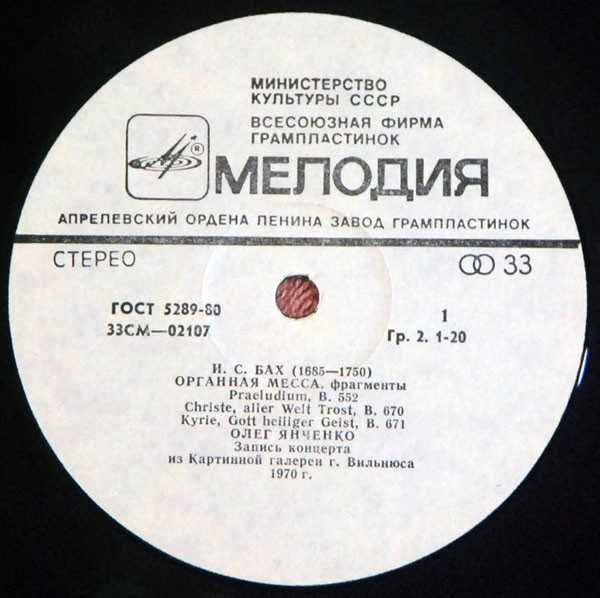 МИНИСТЕРСТВО
КУЛЬТУРЫ СССР
ВСЕСОЮЗНАЯ ФИРМА
ГРАМПЛАСТИНОК
®
МЕЛОДИЯ
АПРЕЛЕВСКИЙ ОРДЕНА ЛЕНИНА ЗАВОД ГРАМПЛАСТИНОК
СТЕРЕО 33
ГОСТ 5289-80 1
33СМ—02107 Гр. 2. 1-20
И. С. БАХ (1685—1750)
ОРГАННАЯ МЕССА, фрагменты
Praeludium, B. 552
Christe, aller Welt Trost, B. 670
Kyrie, Gott heiliger Geist, B. 671
ОЛЕГ ЯНЧЕНКО
Запись концерта
из Картинной галереи г. Вильнюса
1970 г.